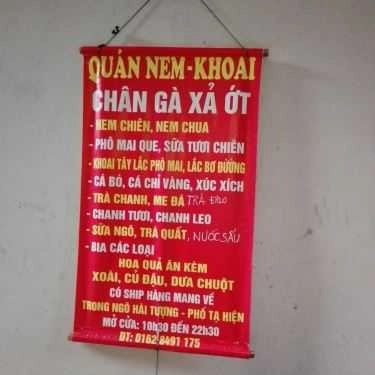 QUÁN NEM-KHOAI
CHÂN GÀ XẢ ỚT
- NEM CHIÊN, NEM CHUA
- PHÔ MAI QUE, SỮA TƯƠI CHIÊN
- KHOAI TÂY LẮC PHÔ MAI, LẮC BƠ ĐƯỜNG
- CÁ BÒ, CÁ CHỈ VÀNG, XÚC XÍCH
- TRÀ CHANH, ME ĐÁ TRÀ ĐÀO
- CHANH TƯƠI, CHANH LEO
- SỮA NGÔ, TRÀ QUẤT, NƯỚC SẤU
- BIA CÁC LOẠI
HOA QUẢ ĂN KÈM
XOÀI, CỦ ĐẬU, DƯA CHUỘT
CÓ SHIP HÀNG MANG VỀ
TRONG NGÕ HẢI TƯỢNG - PHỐ TẠ HIỆN
MỞ CỬA: 10h30 ĐẾN 22h30
ĐT: 0162 8491 175